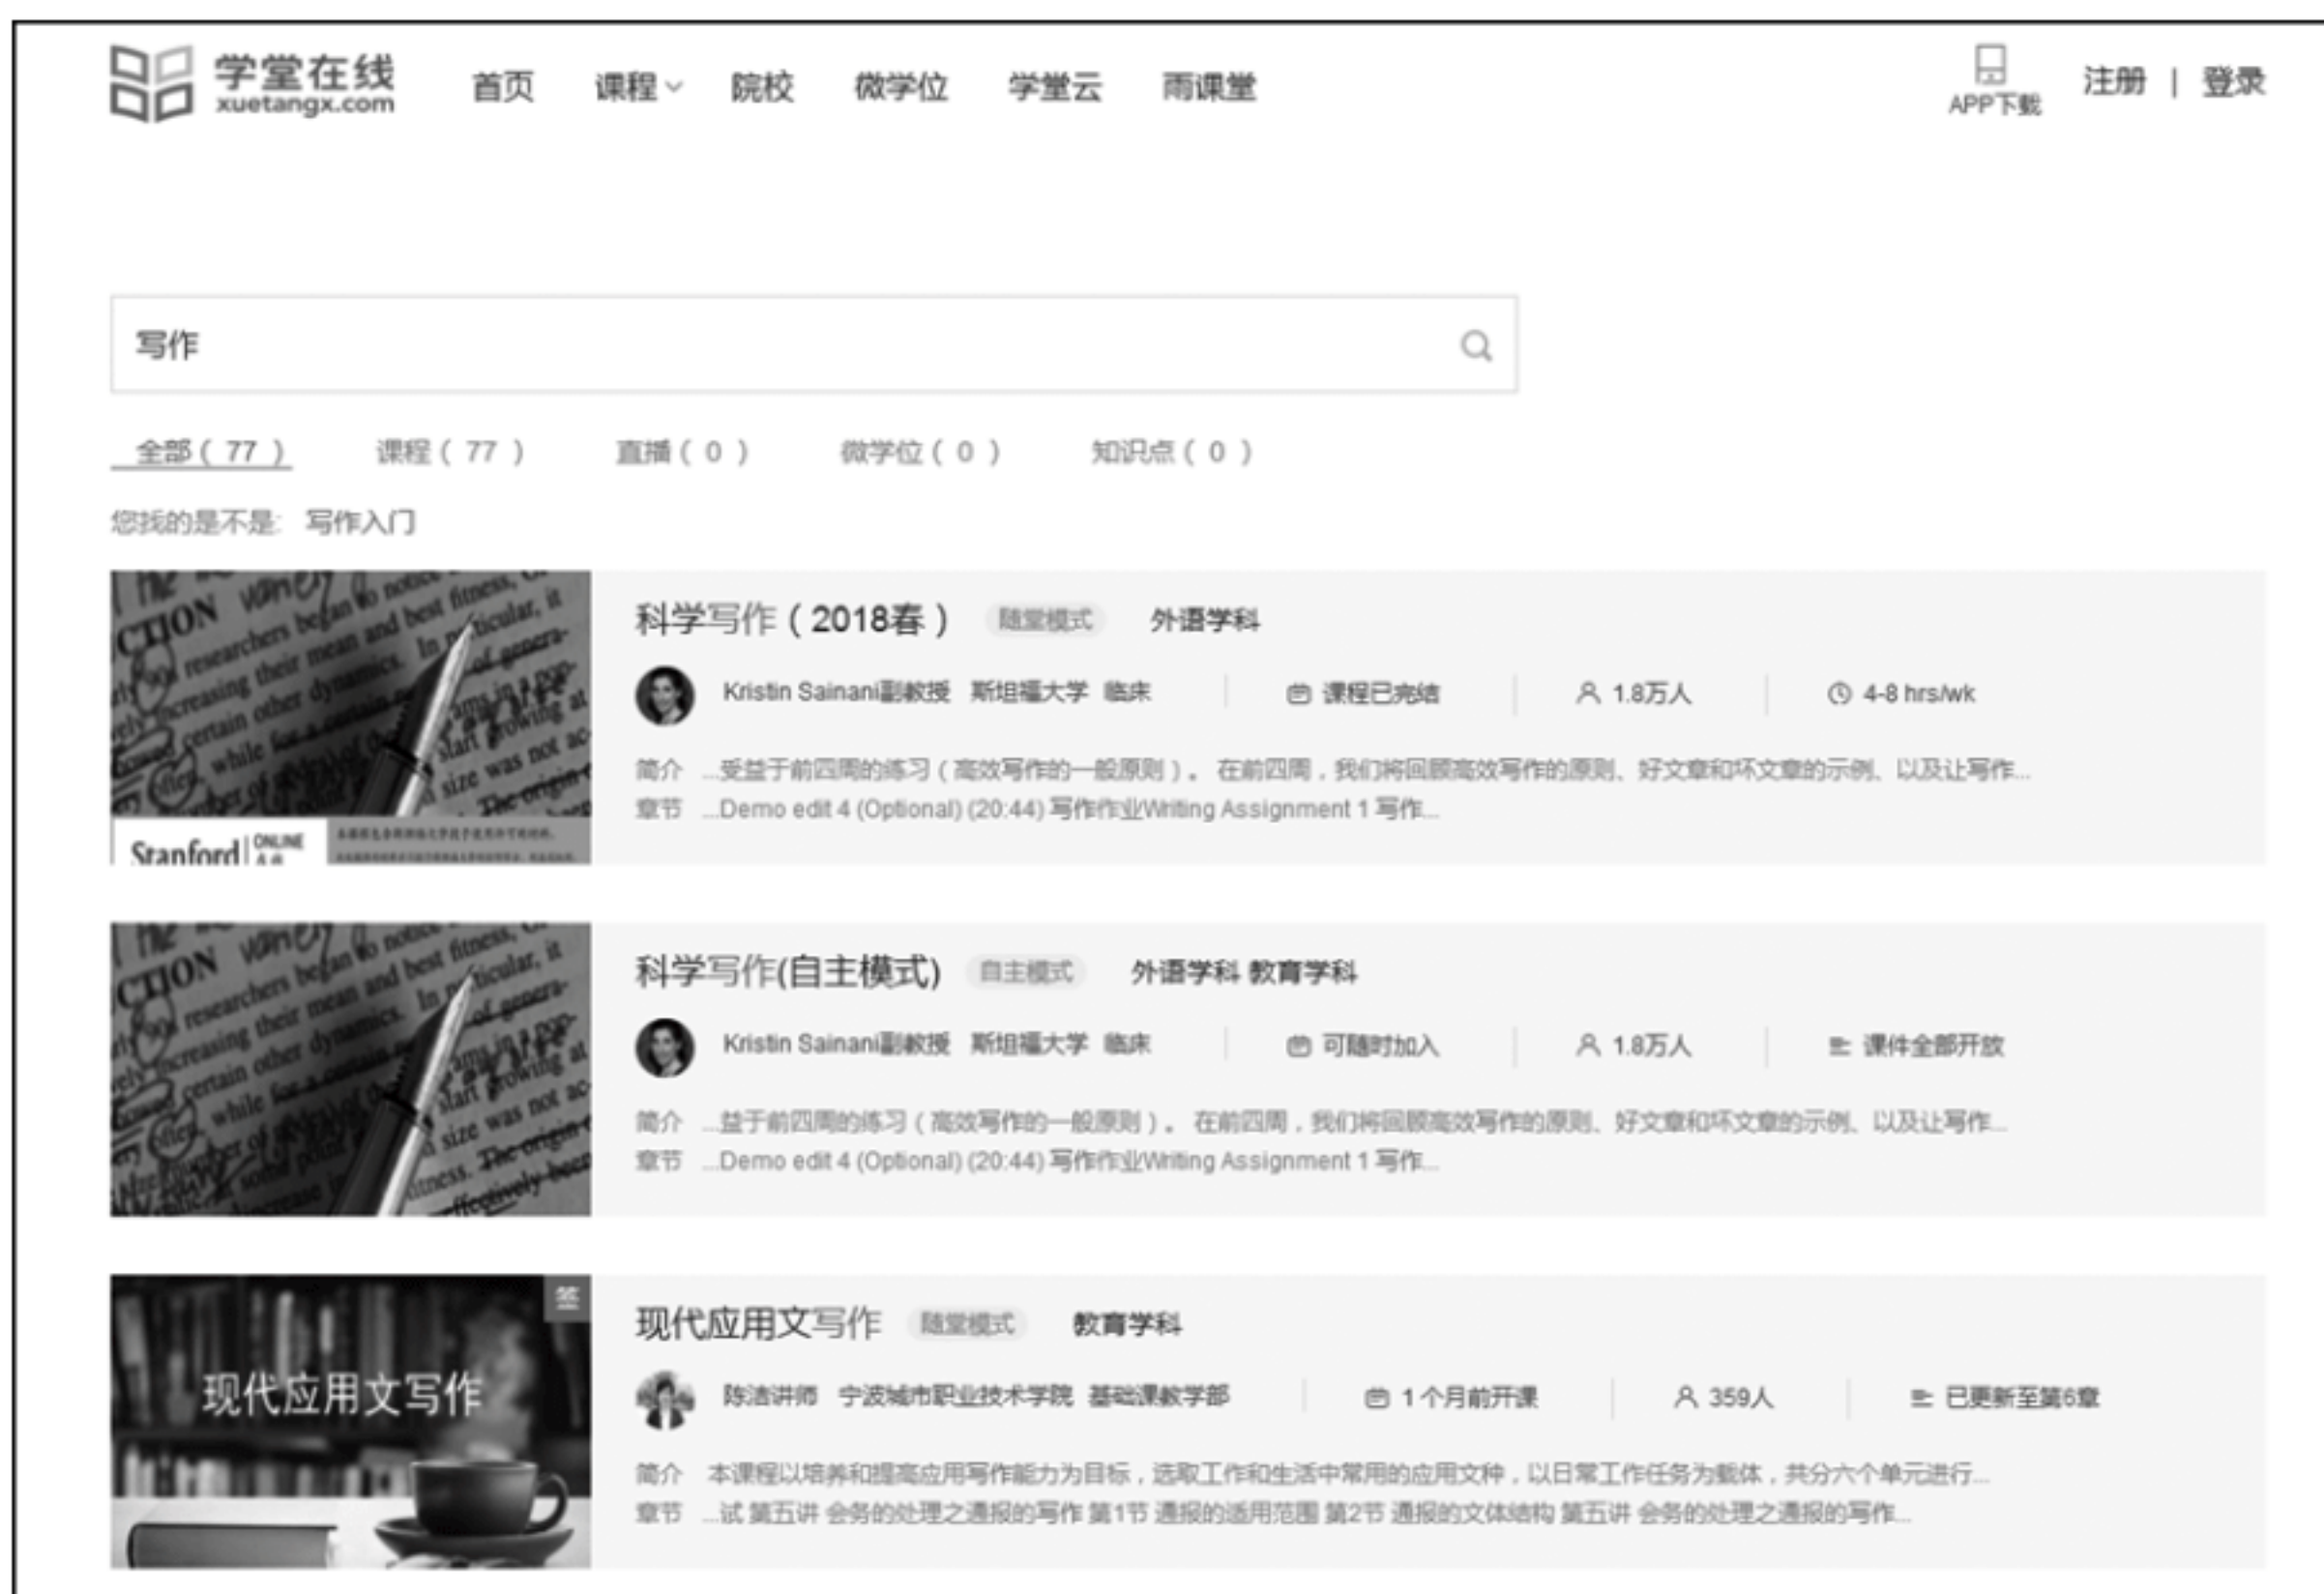 学堂在线
xuetangx.com
首页 课程 院校 微学位 学堂云 雨课堂
APP下载
注册 | 登录
写作
全部( 77 ) 课程( 77 ) 直播( 0 ) 微学位( 0 ) 知识点( 0 )
您找的是不是: 写作入门
科学写作(2018春) 随堂模式 外语学科
Kristin Sainani副教授 斯坦福大学 临床 课程已完结 1.8万人 4-8 hrs/wk
简介 ...受益于前四周的练习(高效写作的一般原则)。 在前四周,我们将回顾高效写作的原则、好文章和坏文章的示例、以及让写作...
章节 ...Demo edit 4 (Optional) (20:44) 写作作业Writing Assignment 1 写作...
Stanford | ONLINE
科学写作(自主模式) 自主模式 外语学科 教育学科
Kristin Sainani副教授 斯坦福大学 临床 可随时加入 1.8万人 课件全部开放
简介 ...益于前四周的练习(高效写作的一般原则)。 在前四周,我们将回顾高效写作的原则、好文章和坏文章的示例、以及让写作...
章节 ...Demo edit 4 (Optional) (20:44) 写作作业Writing Assignment 1 写作...
签
现代应用文写作
现代应用文写作 随堂模式 教育学科
陈洁讲师 宁波城市职业技术学院 基础课教学部 1个月前开课 359人 已更新至第6章
简介 本课程以培养和提高应用写作能力为目标,选取工作和生活中常用的应用文种,以日常工作任务为载体,共分六个单元进行...
章节 ...试 第五讲 会务的处理之通报的写作 第1节 通报的适用范围 第2节 通报的文体结构 第五讲 会务的处理之通报的写作...